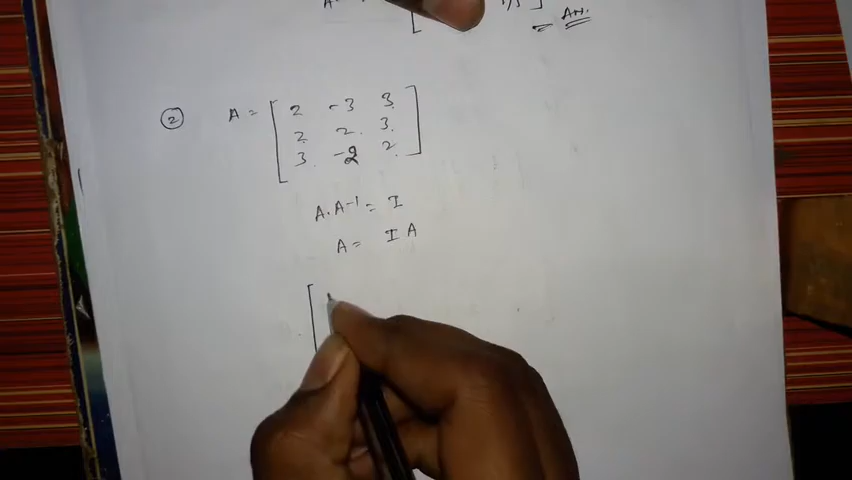 = Ans.
② A = [ 2 -3 3
2 2 3
3 -2 2 ]
A.A-1 = I
A = I A
[